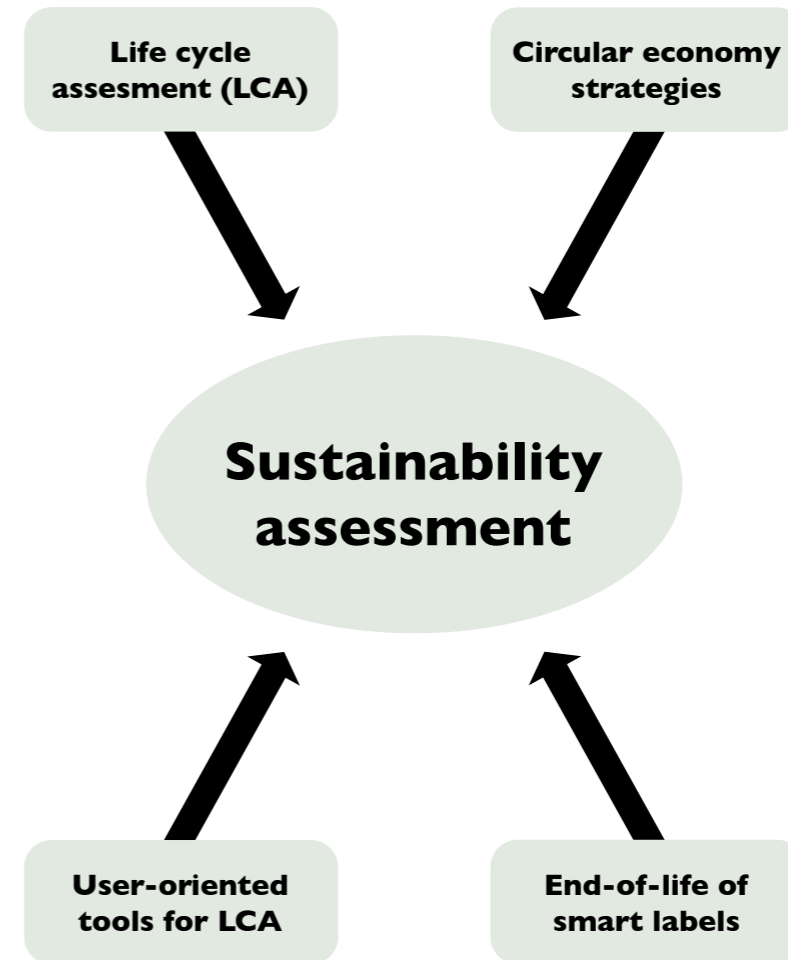 Life cycle
assesment (LCA)
Circular economy
strategies
Sustainability
assessment
User-oriented
tools for LCA
End-of-life of
smart labels